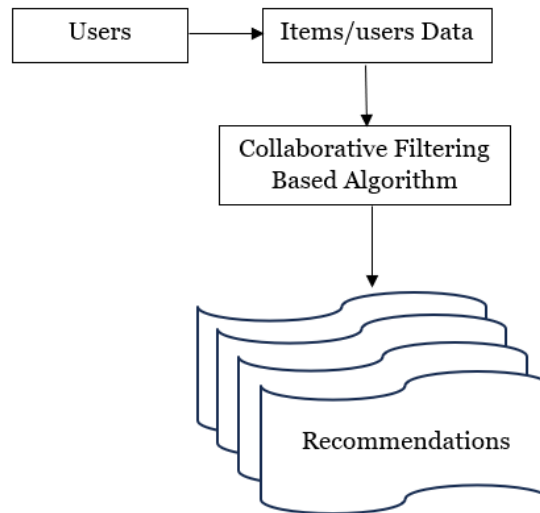 Users
Items/users Data
Collaborative Filtering
Based Algorithm
Recommendations